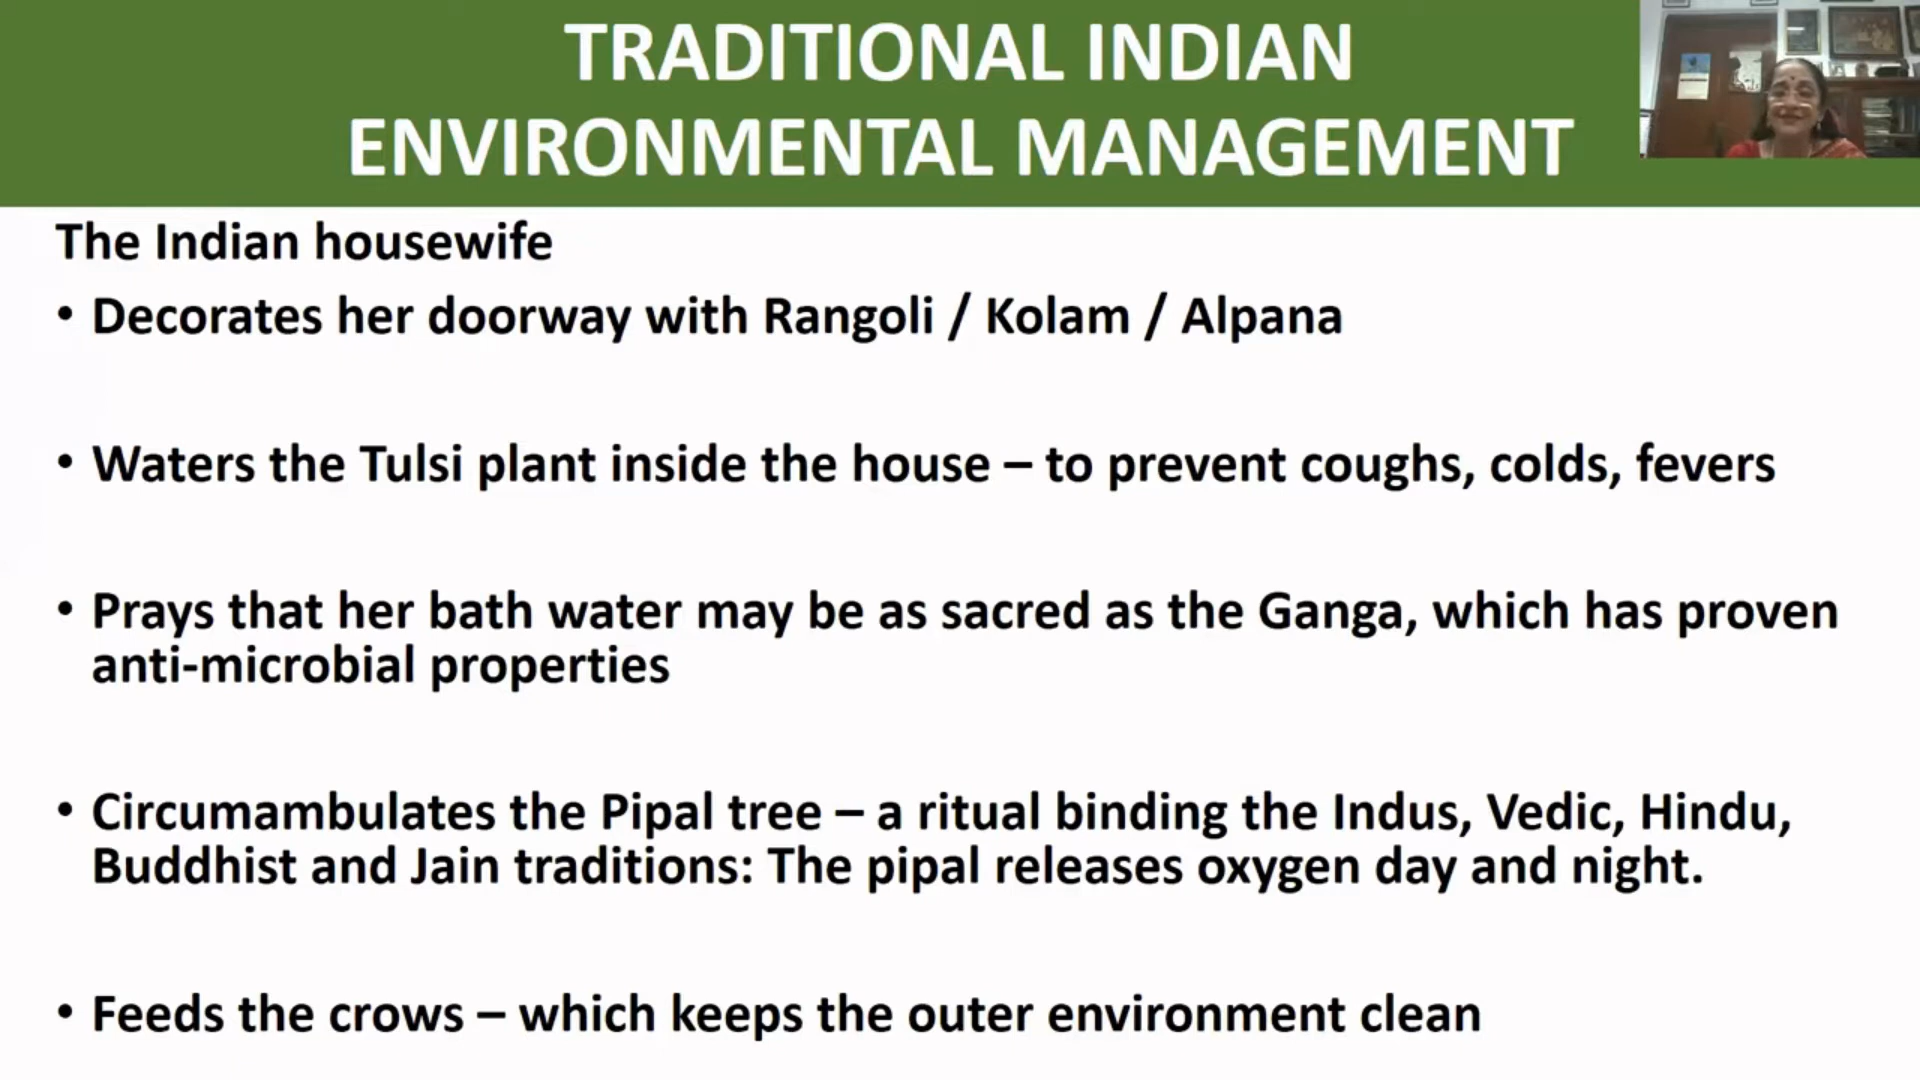 TRADITIONAL INDIAN
ENVIRONMENTAL MANAGEMENT
The Indian housewife
• Decorates her doorway with Rangoli / Kolam / Alpana
• Waters the Tulsi plant inside the house – to prevent coughs, colds, fevers
• Prays that her bath water may be as sacred as the Ganga, which has proven
anti-microbial properties
• Circumambulates the Pipal tree – a ritual binding the Indus, Vedic, Hindu,
Buddhist and Jain traditions: The pipal releases oxygen day and night.
• Feeds the crows – which keeps the outer environment clean